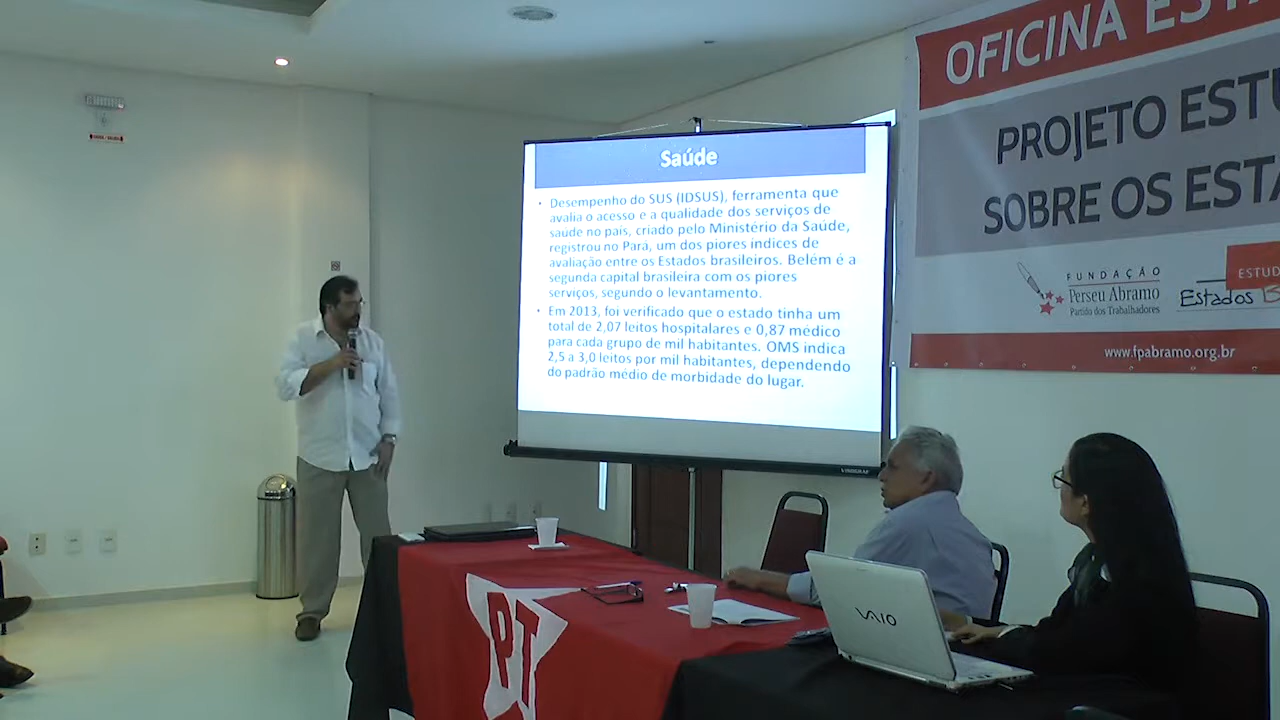 Saúde
• Desempenho do SUS (IDSUS), ferramenta que
avalia o acesso e a qualidade dos serviços de
saúde no país, criado pelo Ministério da Saúde,
registrou no Pará, um dos piores índices de
avaliação entre os Estados brasileiros. Belém é a
segunda capital brasileira com os piores
serviços, segundo o levantamento.
• Em 2013, foi verificado que o estado tinha um
total de 2,07 leitos hospitalares e 0,87 médico
para cada grupo de mil habitantes. OMS indica
2,5 a 3,0 leitos por mil habitantes, dependendo
do padrão médio de morbidade do lugar.
OFICINA ESTA
PROJETO ESTU
SOBRE OS ESTA
FUNDAÇÃO
Perseu Abramo
Partido dos Trabalhadores
ESTUD
Estados B
www.fpabramo.org.br
PT
VAIO